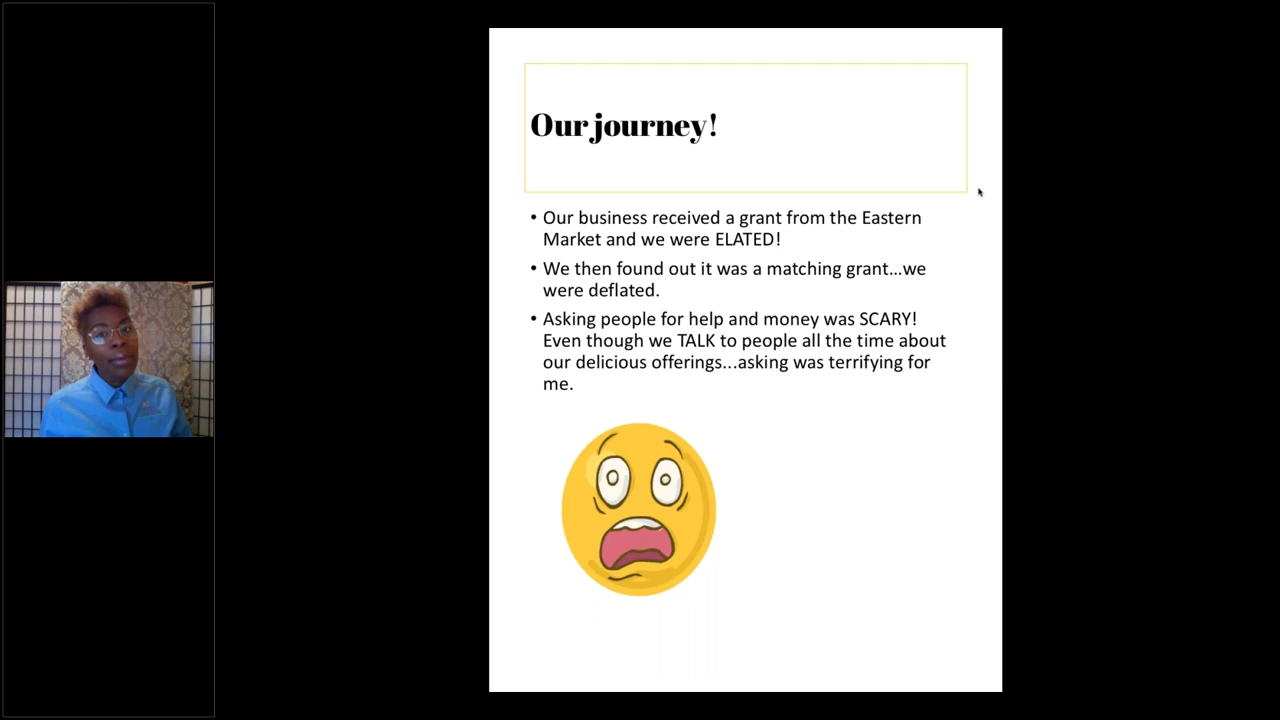 Our journey!
• Our business received a grant from the Eastern
Market and we were ELATED!
• We then found out it was a matching grant...we
were deflated.
• Asking people for help and money was SCARY!
Even though we TALK to people all the time about
our delicious offerings...asking was terrifying for
me.